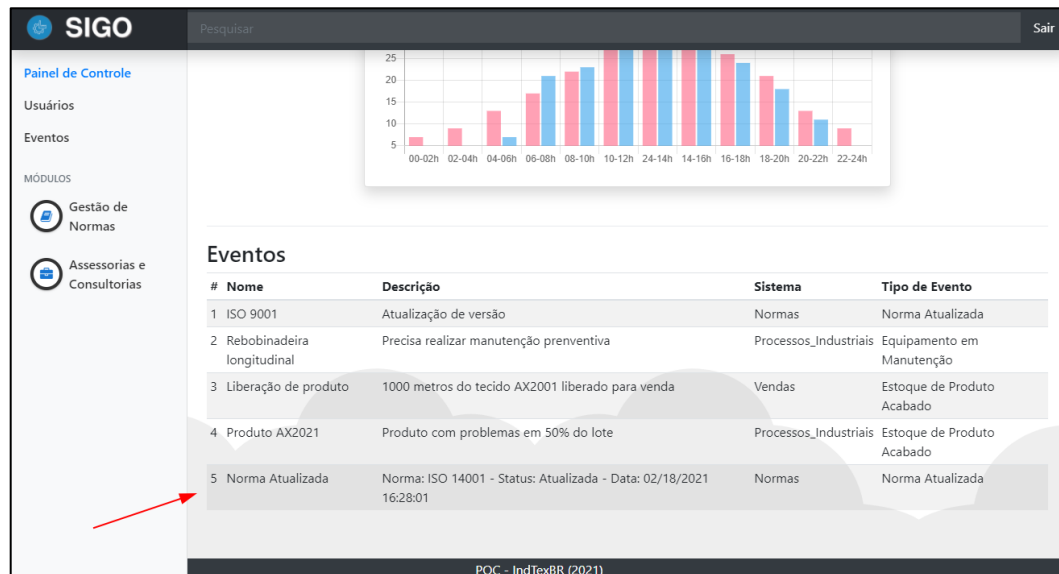 SIGO
Pesquisar
Sair
Painel de Controle
Usuários
Eventos
MÓDULOS
Gestão de
Normas
Assessorias e
Consultorias
25
20
15
10
5
00-02h 02-04h 04-06h 06-08h 08-10h 10-12h 24-14h 14-16h 16-18h 18-20h 20-22h 22-24h
Eventos
# Nome Descrição Sistema Tipo de Evento
1 ISO 9001 Atualização de versão Normas Norma Atualizada
2 Rebobinadeira Precisa realizar manutenção prenventiva Processos_Industriais Equipamento em
longitudinal Manutenção
3 Liberação de produto 1000 metros do tecido AX2001 liberado para venda Vendas Estoque de Produto
Acabado
4 Produto AX2021 Produto com problemas em 50% do lote Processos_Industriais Estoque de Produto
Acabado
5 Norma Atualizada Norma: ISO 14001 - Status: Atualizada - Data: 02/18/2021 Normas Norma Atualizada
16:28:01
POC - IndTexBR (2021)